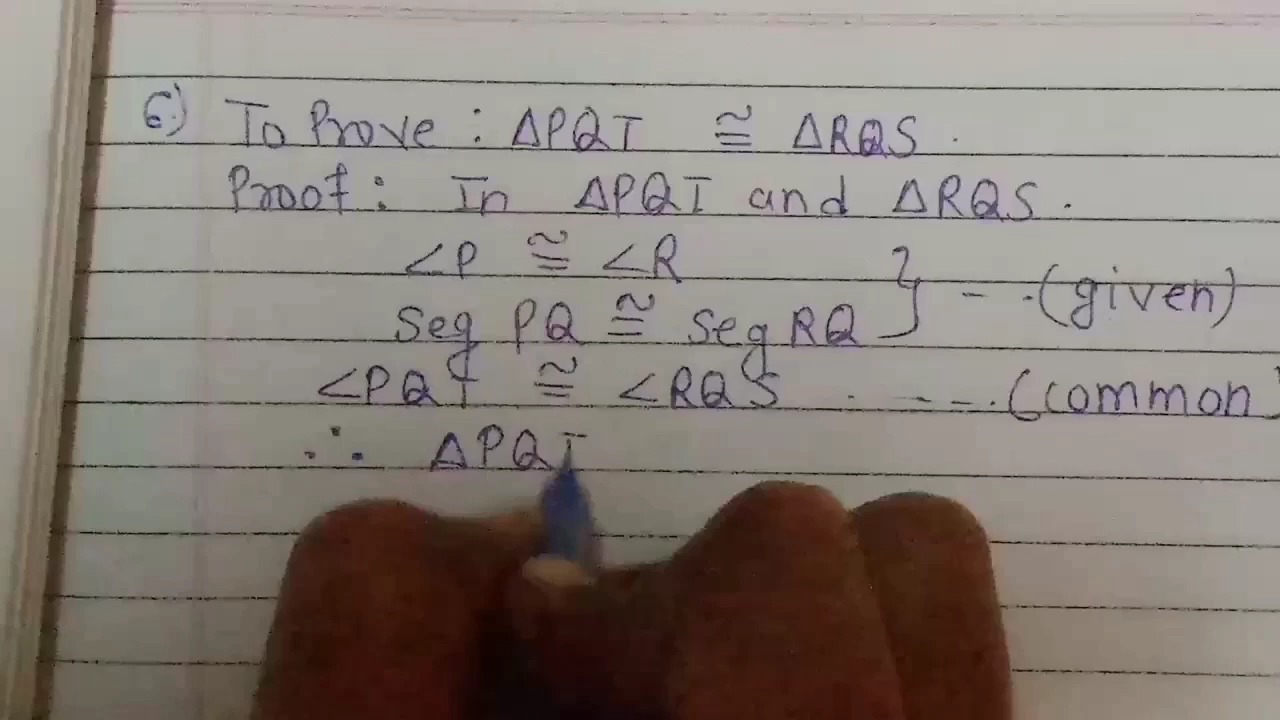 6.) To Prove : ΔPQT ≅ ΔRQS .
Proof : In ΔPQT and ΔRQS .
∠P ≅ ∠R
seg PQ ≅ seg RQ } - - . (given)
∠PQT ≅ ∠RQS . - - - . (common)
∴ ΔPQT